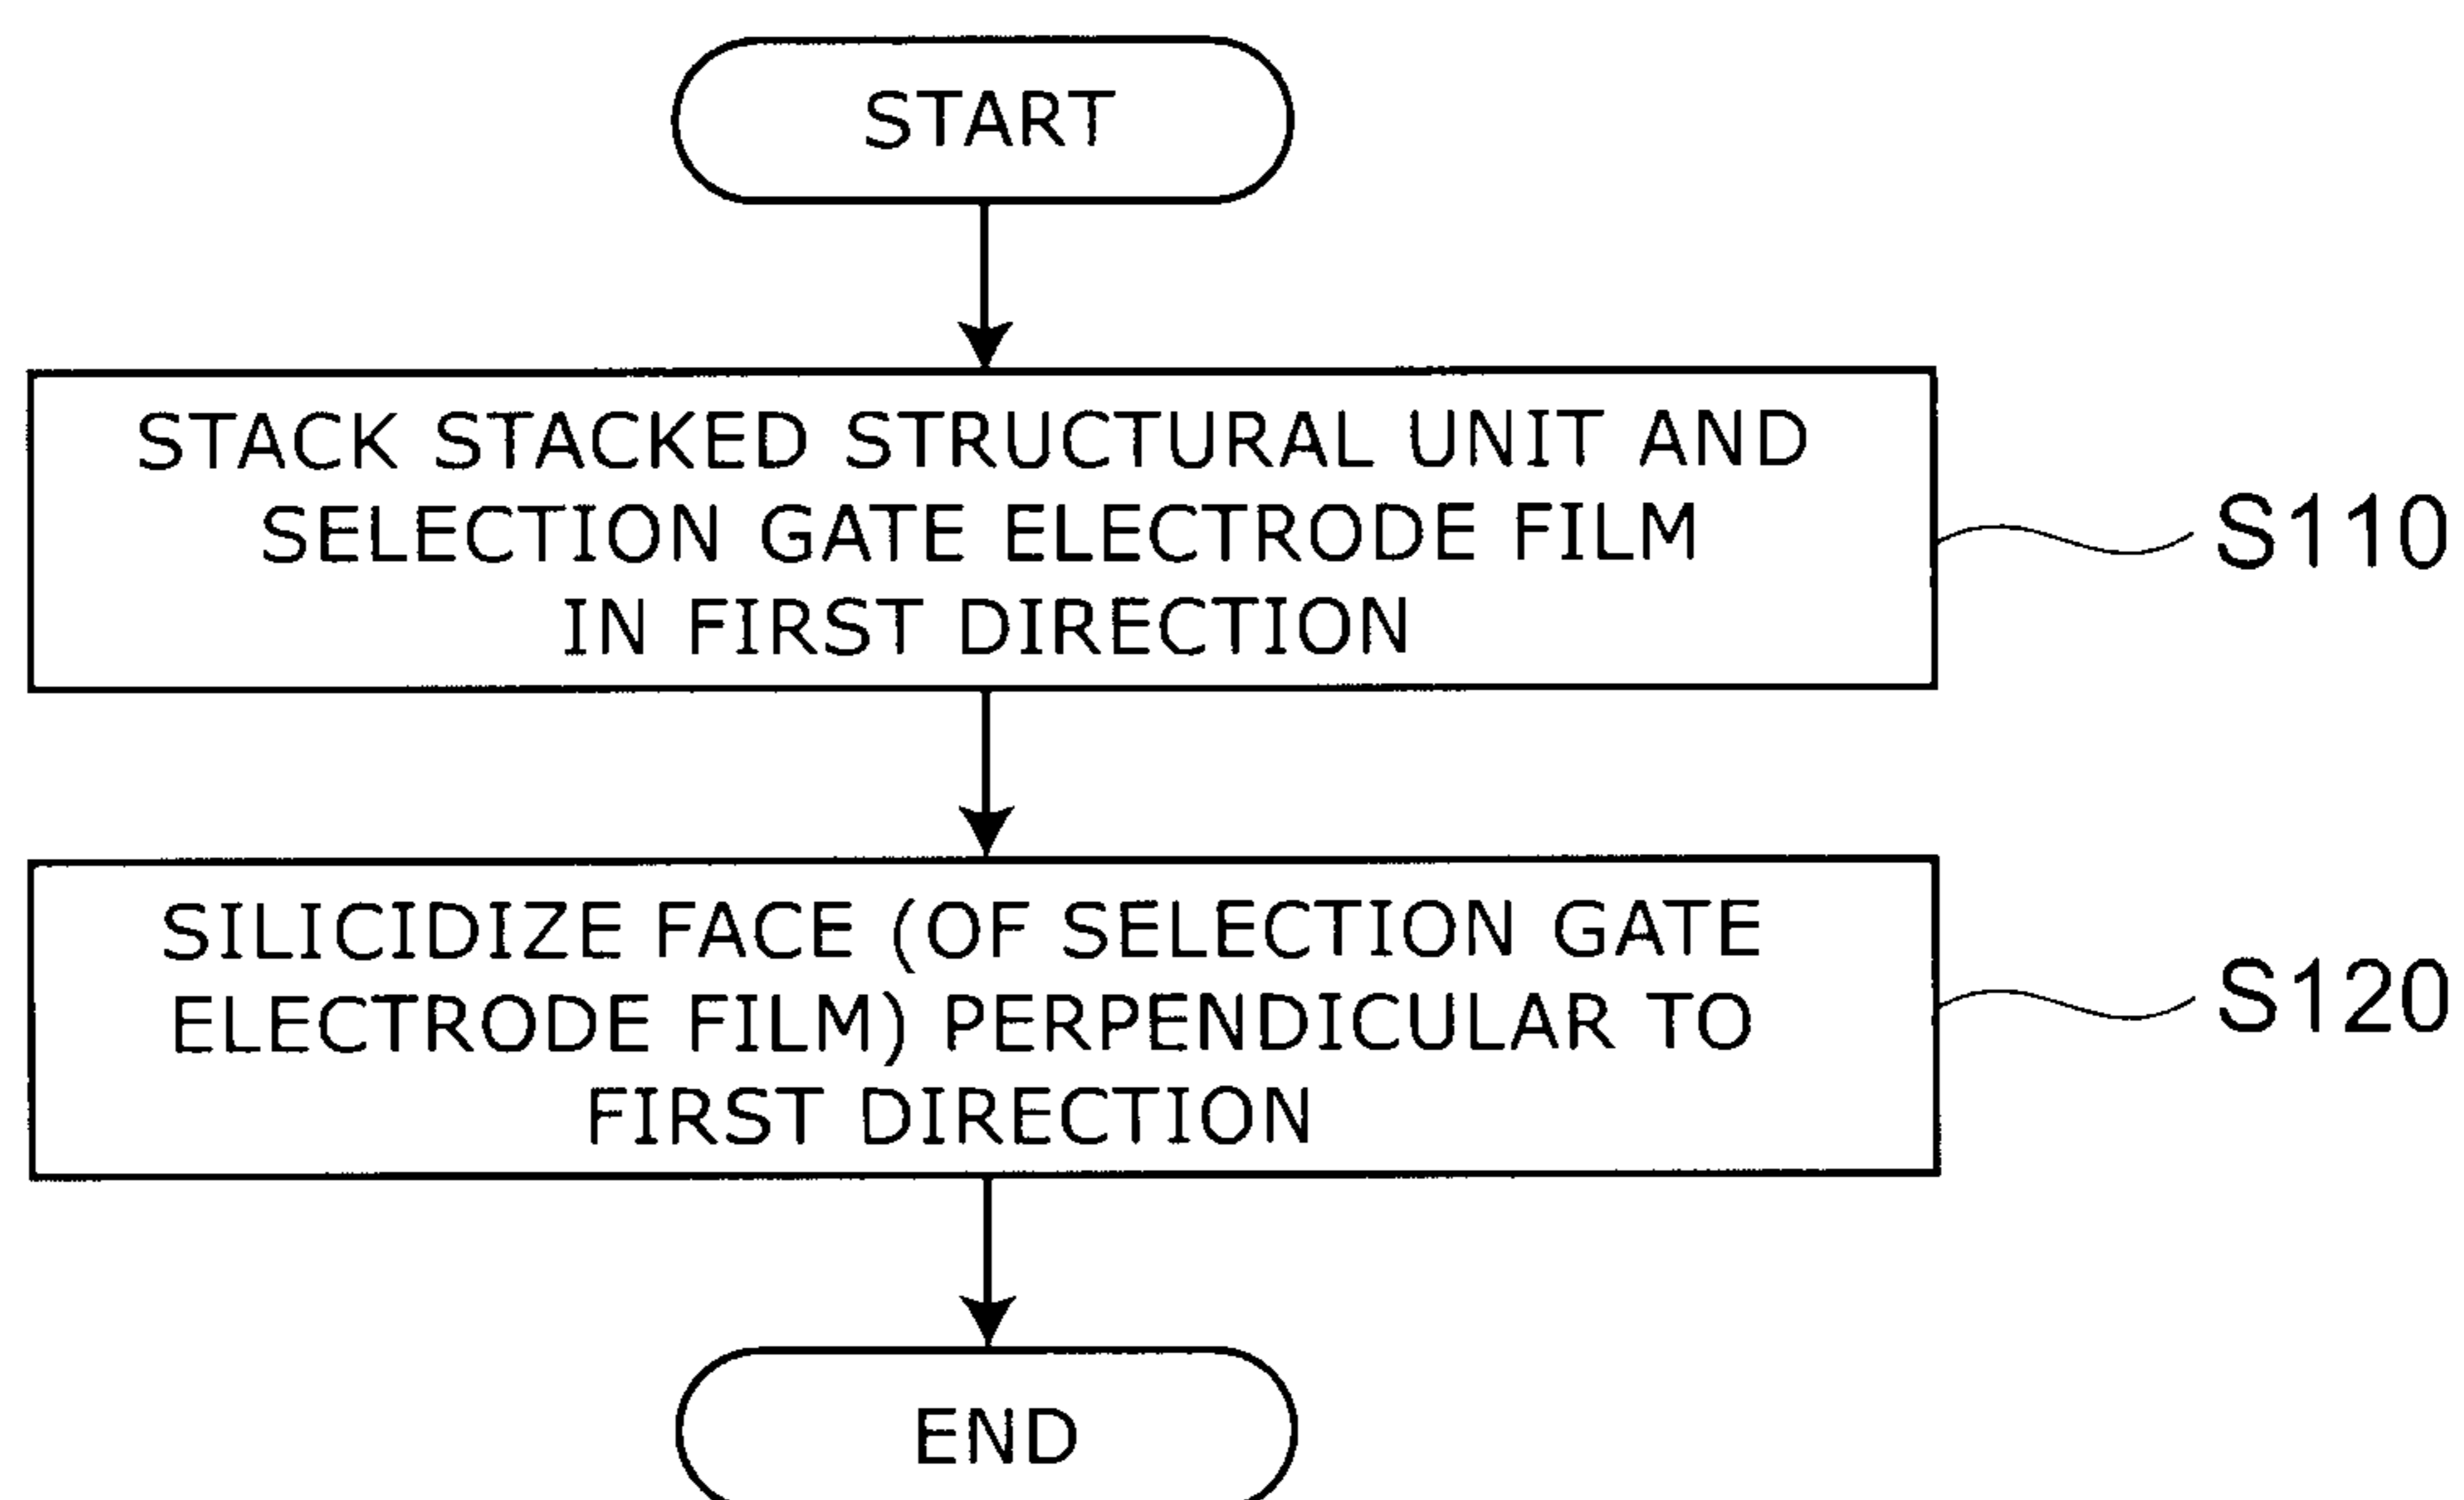 START
STACK STACKED STRUCTURAL UNIT AND
SELECTION GATE ELECTRODE FILM
IN FIRST DIRECTION
S110
SILICIDIZE FACE (OF SELECTION GATE
ELECTRODE FILM) PERPENDICULAR TO
FIRST DIRECTION
S120
END